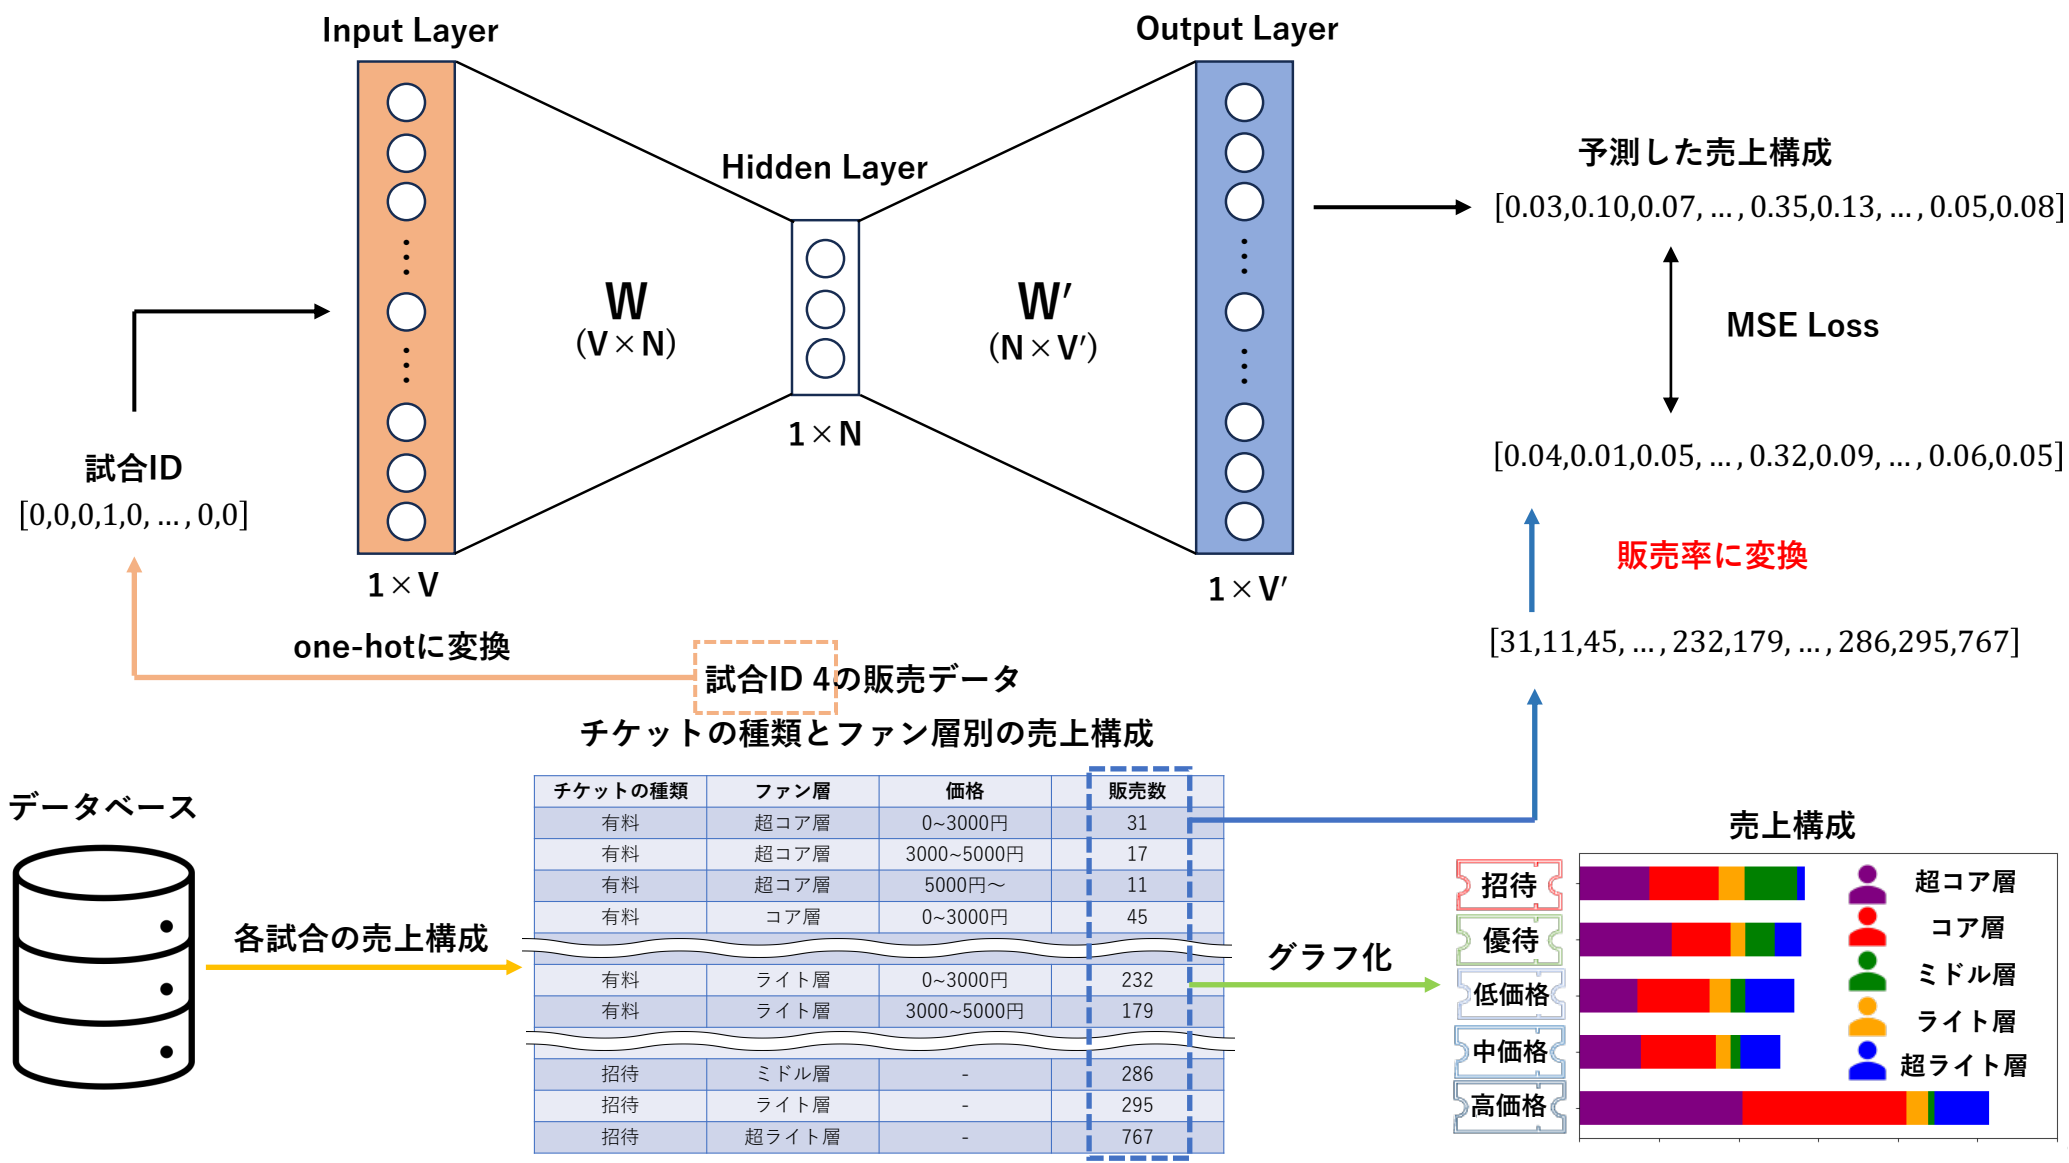 Input Layer
Output Layer
Hidden Layer
予測した売上構成
[0.03,0.10,0.07, … , 0.35,0.13, … , 0.05,0.08]
W
(V×N)
W′
(N×V′)
MSE Loss
1×N
試合ID
[0,0,0,1,0, … , 0,0]
[0.04,0.01,0.05, … , 0.32,0.09, … , 0.06,0.05]
1×V
1×V′
販売率に変換
one-hotに変換
[31,11,45, … , 232,179, … , 286,295,767]
試合ID 4の販売データ
チケットの種類とファン層別の売上構成
データベース
各試合の売上構成
チケットの種類 ファン層 価格 販売数
有料 超コア層 0~3000円 31
有料 超コア層 3000~5000円 17
有料 超コア層 5000円～ 11
有料 コア層 0~3000円 45
有料 ライト層 0~3000円 232
有料 ライト層 3000~5000円 179
招待 ミドル層 - 286
招待 ライト層 - 295
招待 超ライト層 - 767
グラフ化
売上構成
招待
優待
低価格
中価格
高価格
超コア層
コア層
ミドル層
ライト層
超ライト層